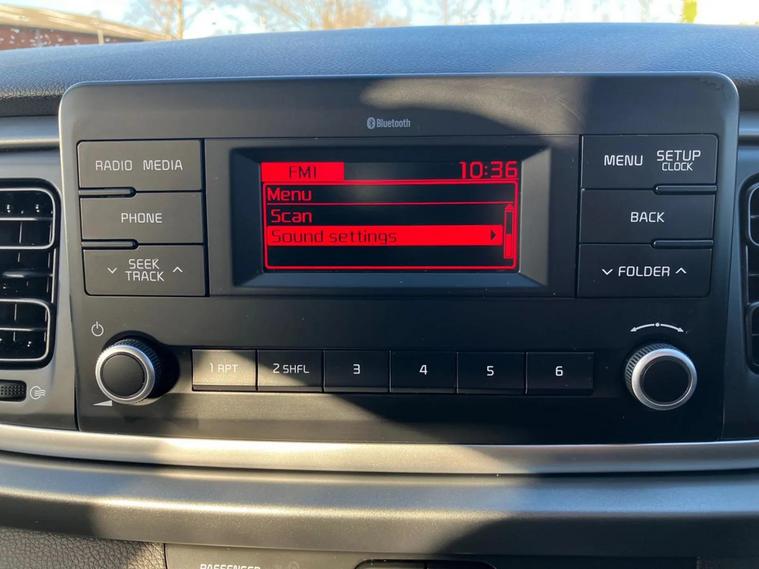 Bluetooth
RADIO MEDIA
PHONE
SEEK
TRACK
FM1 10:36
Menu
Scan
Sound settings
MENU SETUP
CLOCK
BACK
FOLDER
1 RPT 2 SHFL 3 4 5 6
PASSENGER